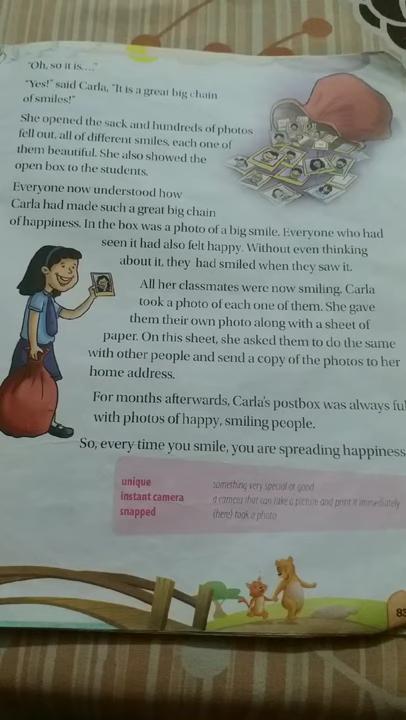 "Oh, so it is...."
"Yes!" said Carla, "It is a great big chain
of smiles!"
She opened the sack and hundreds of photos
fell out, all of different smiles, each one of
them beautiful. She also showed the
open box to the students.
Everyone now understood how
Carla had made such a great big chain
of happiness. In the box was a photo of a big smile. Everyone who had
seen it had also felt happy. Without even thinking
about it, they had smiled when they saw it.
All her classmates were now smiling. Carla
took a photo of each one of them. She gave
them their own photo along with a sheet of
paper. On this sheet, she asked them to do the same
with other people and send a copy of the photos to her
home address.
For months afterwards, Carla's postbox was always ful
with photos of happy, smiling people.
So, every time you smile, you are spreading happiness
unique something very special or good
instant camera a camera that can take a picture and print it immediately
snapped (here) took a photo
83